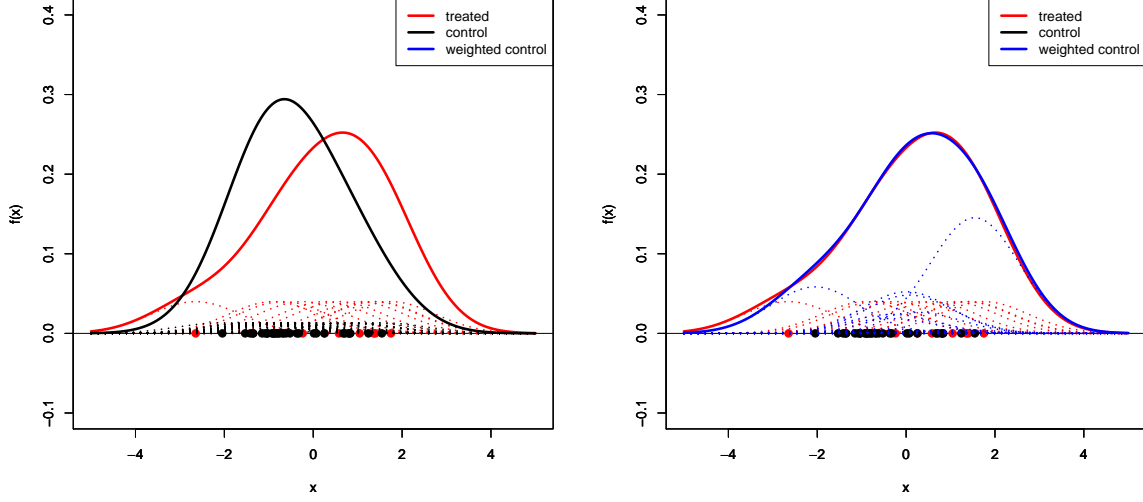 treated
control
weighted control
f(x)
0.4
0.3
0.2
0.1
0.0
−0.1
−4
−2
0
2
4
x
treated
control
weighted control
f(x)
0.4
0.3
0.2
0.1
0.0
−0.1
−4
−2
0
2
4
x